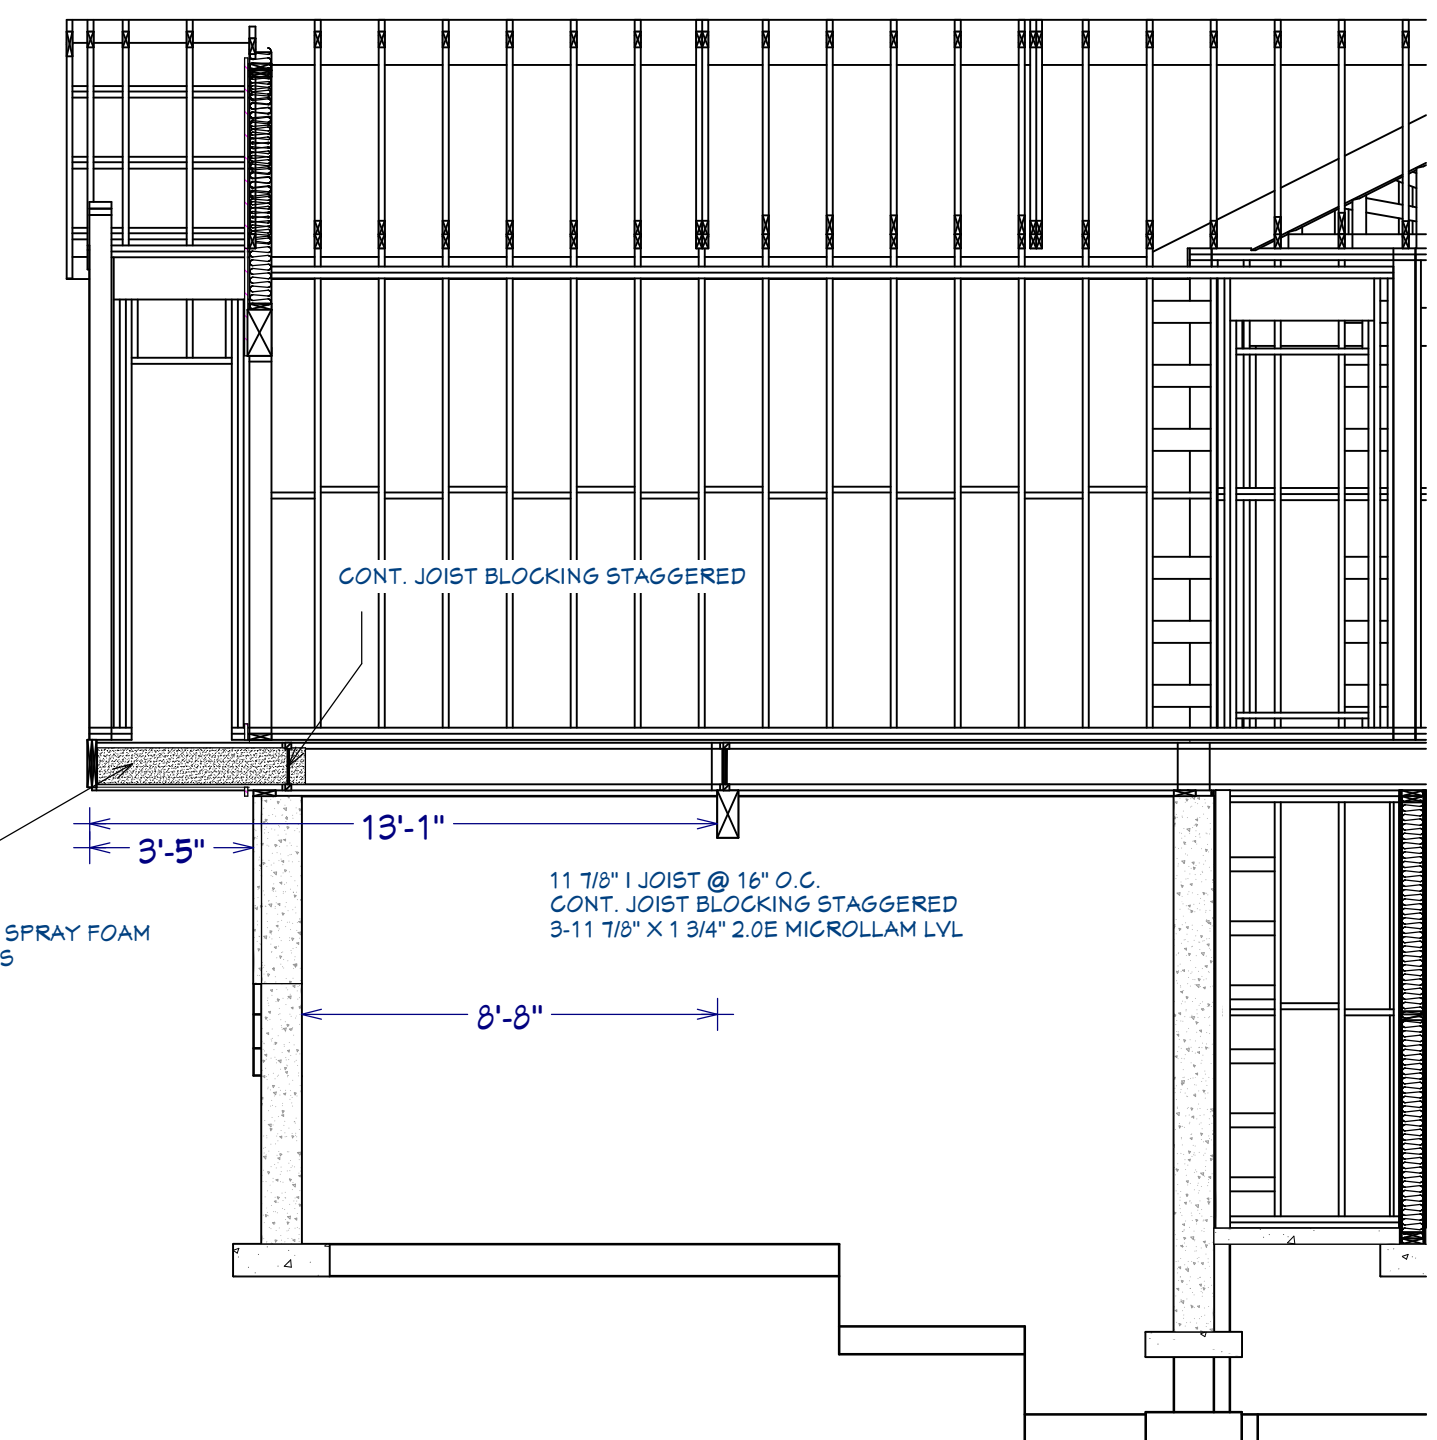 CONT. JOIST BLOCKING STAGGERED
13'-1"
3'-5"
11 7/8" I JOIST @ 16" O.C.
CONT. JOIST BLOCKING STAGGERED
3-11 7/8" X 1 3/4" 2.0E MICROLLAM LVL
SPRAY FOAM
S
8'-8"